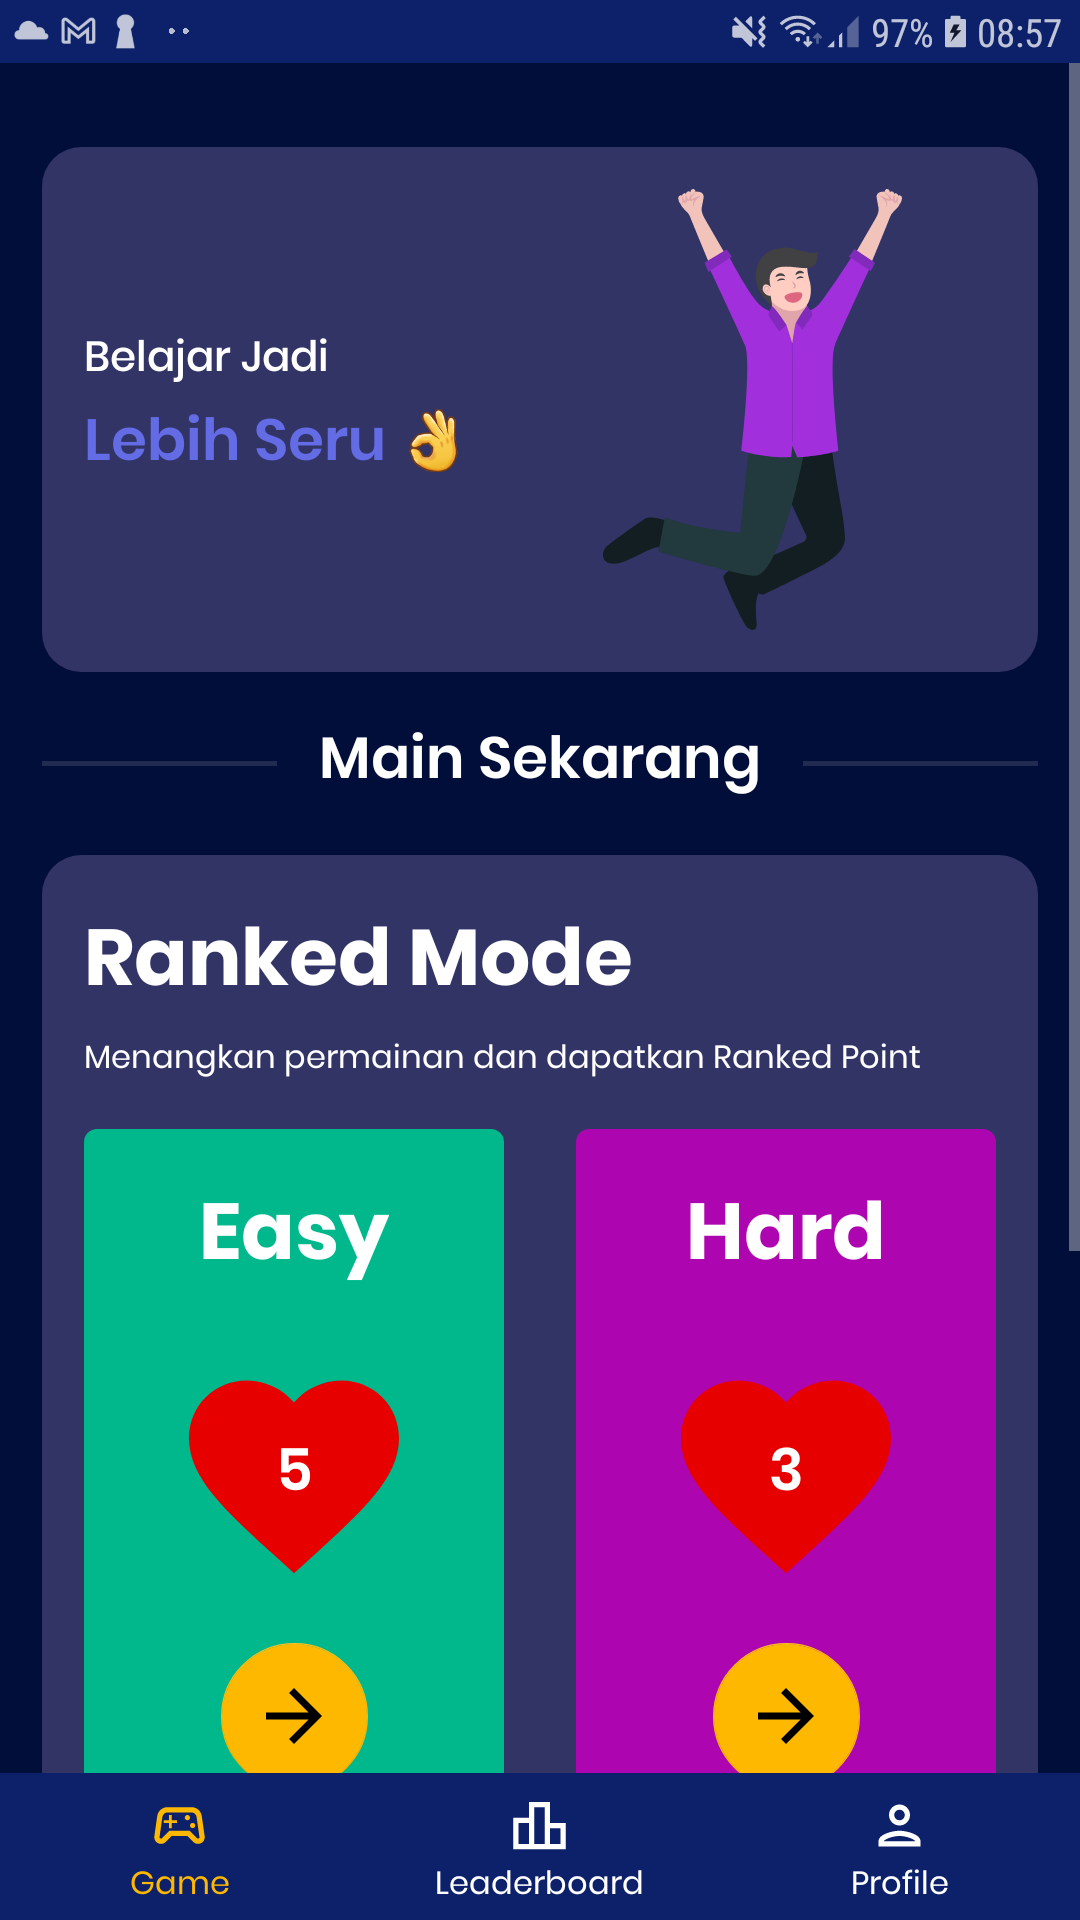 97% 08:57
Belajar Jadi
Lebih Seru 👌
Main Sekarang
Ranked Mode
Menangkan permainan dan dapatkan Ranked Point
Easy Hard
5 3
Game Leaderboard Profile